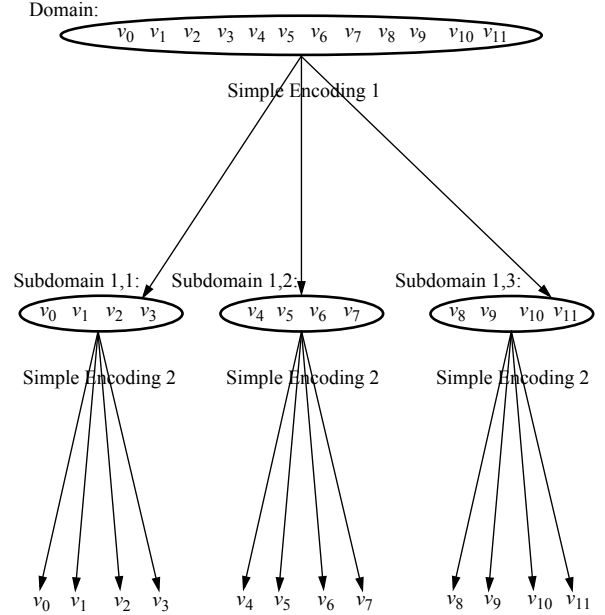 Domain:
v0 v1 v2 v3 v4 v5 v6 v7 v8 v9 v10 v11
Simple Encoding 1
Subdomain 1,1: Subdomain 1,2: Subdomain 1,3:
v0 v1 v2 v3 v4 v5 v6 v7 v8 v9 v10 v11
Simple Encoding 2 Simple Encoding 2 Simple Encoding 2
v0 v1 v2 v3 v4 v5 v6 v7 v8 v9 v10 v11